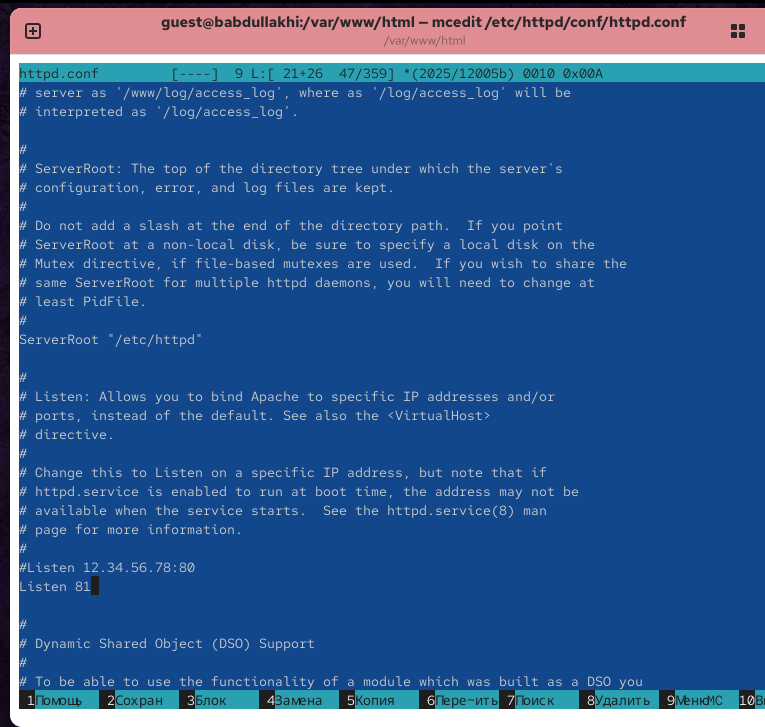 guest@babdullakhi:/var/www/html — mcedit /etc/httpd/conf/httpd.conf
/var/www/html
httpd.conf         [----]  9 L:[ 21+26  47/359] *(2025/12005b) 0010 0x00A
# server as '/www/log/access_log', where as '/log/access_log' will be
# interpreted as '/log/access_log'.
#
# ServerRoot: The top of the directory tree under which the server's
# configuration, error, and log files are kept.
#
# Do not add a slash at the end of the directory path.  If you point
# ServerRoot at a non-local disk, be sure to specify a local disk on the
# Mutex directive, if file-based mutexes are used.  If you wish to share the
# same ServerRoot for multiple httpd daemons, you will need to change at
# least PidFile.
#
ServerRoot "/etc/httpd"
#
# Listen: Allows you to bind Apache to specific IP addresses and/or
# ports, instead of the default. See also the <VirtualHost>
# directive.
#
# Change this to Listen on a specific IP address, but note that if
# httpd.service is enabled to run at boot time, the address may not be
# available when the service starts.  See the httpd.service(8) man
# page for more information.
#
#Listen 12.34.56.78:80
Listen 81
#
# Dynamic Shared Object (DSO) Support
#
# To be able to use the functionality of a module which was built as a DSO you
1Помощь 2Сохран 3Блок 4Замена 5Копия 6Пере~ить 7Поиск 8Удалить 9МенюMC 10